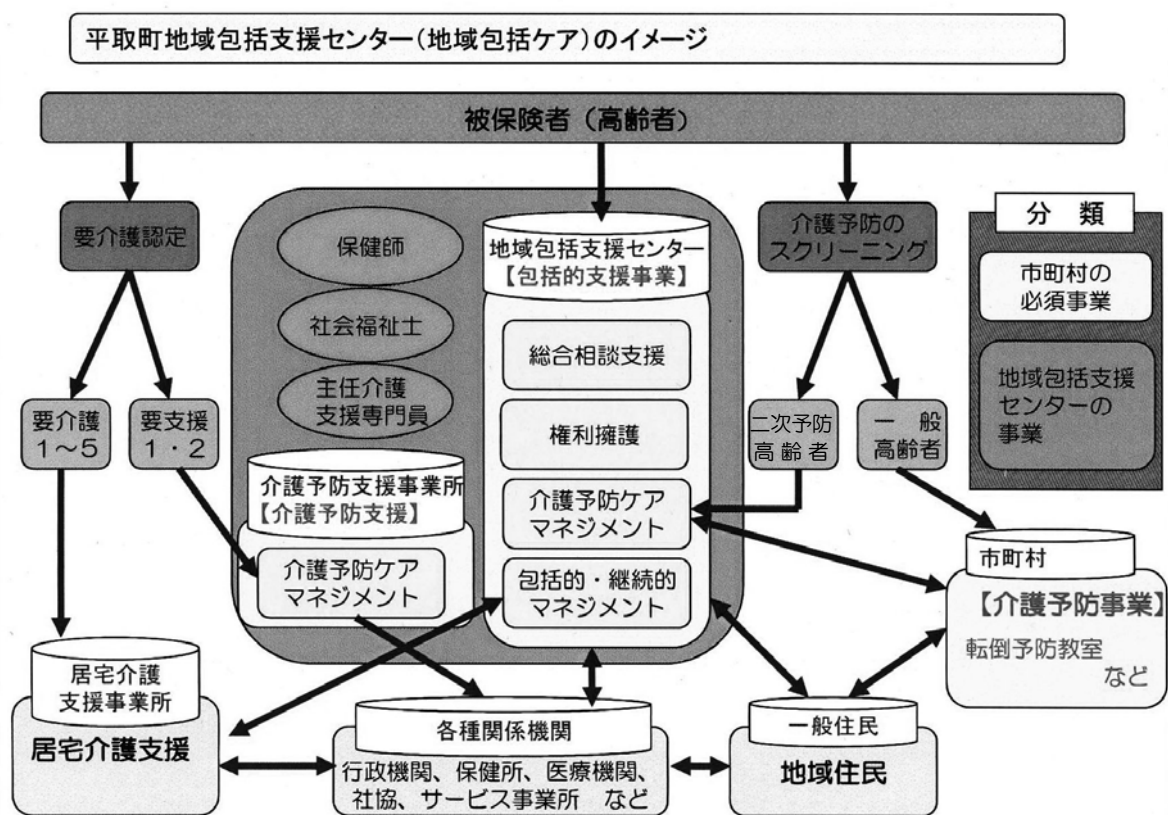 平取町地域包括支援センター(地域包括ケア)のイメージ
被保険者(高齢者)
要介護認定
保健師
社会福祉士
主任介護
支援専門員
地域包括支援センター
【包括的支援事業】
総合相談支援
権利擁護
介護予防ケア
マネジメント
包括的・継続的
マネジメント
介護予防の
スクリーニング
分 類
市町村の
必須事業
地域包括支援
センターの
事業
要介護
1~5
要支援
1・2
二次予防
高齢者
一 般
高齢者
介護予防支援事業所
【介護予防支援】
介護予防ケア
マネジメント
市町村
【介護予防事業】
転倒予防教室
など
居宅介護
支援事業所
居宅介護支援
各種関係機関
行政機関、保健所、医療機関、
社協、サービス事業所 など
一般住民
地域住民